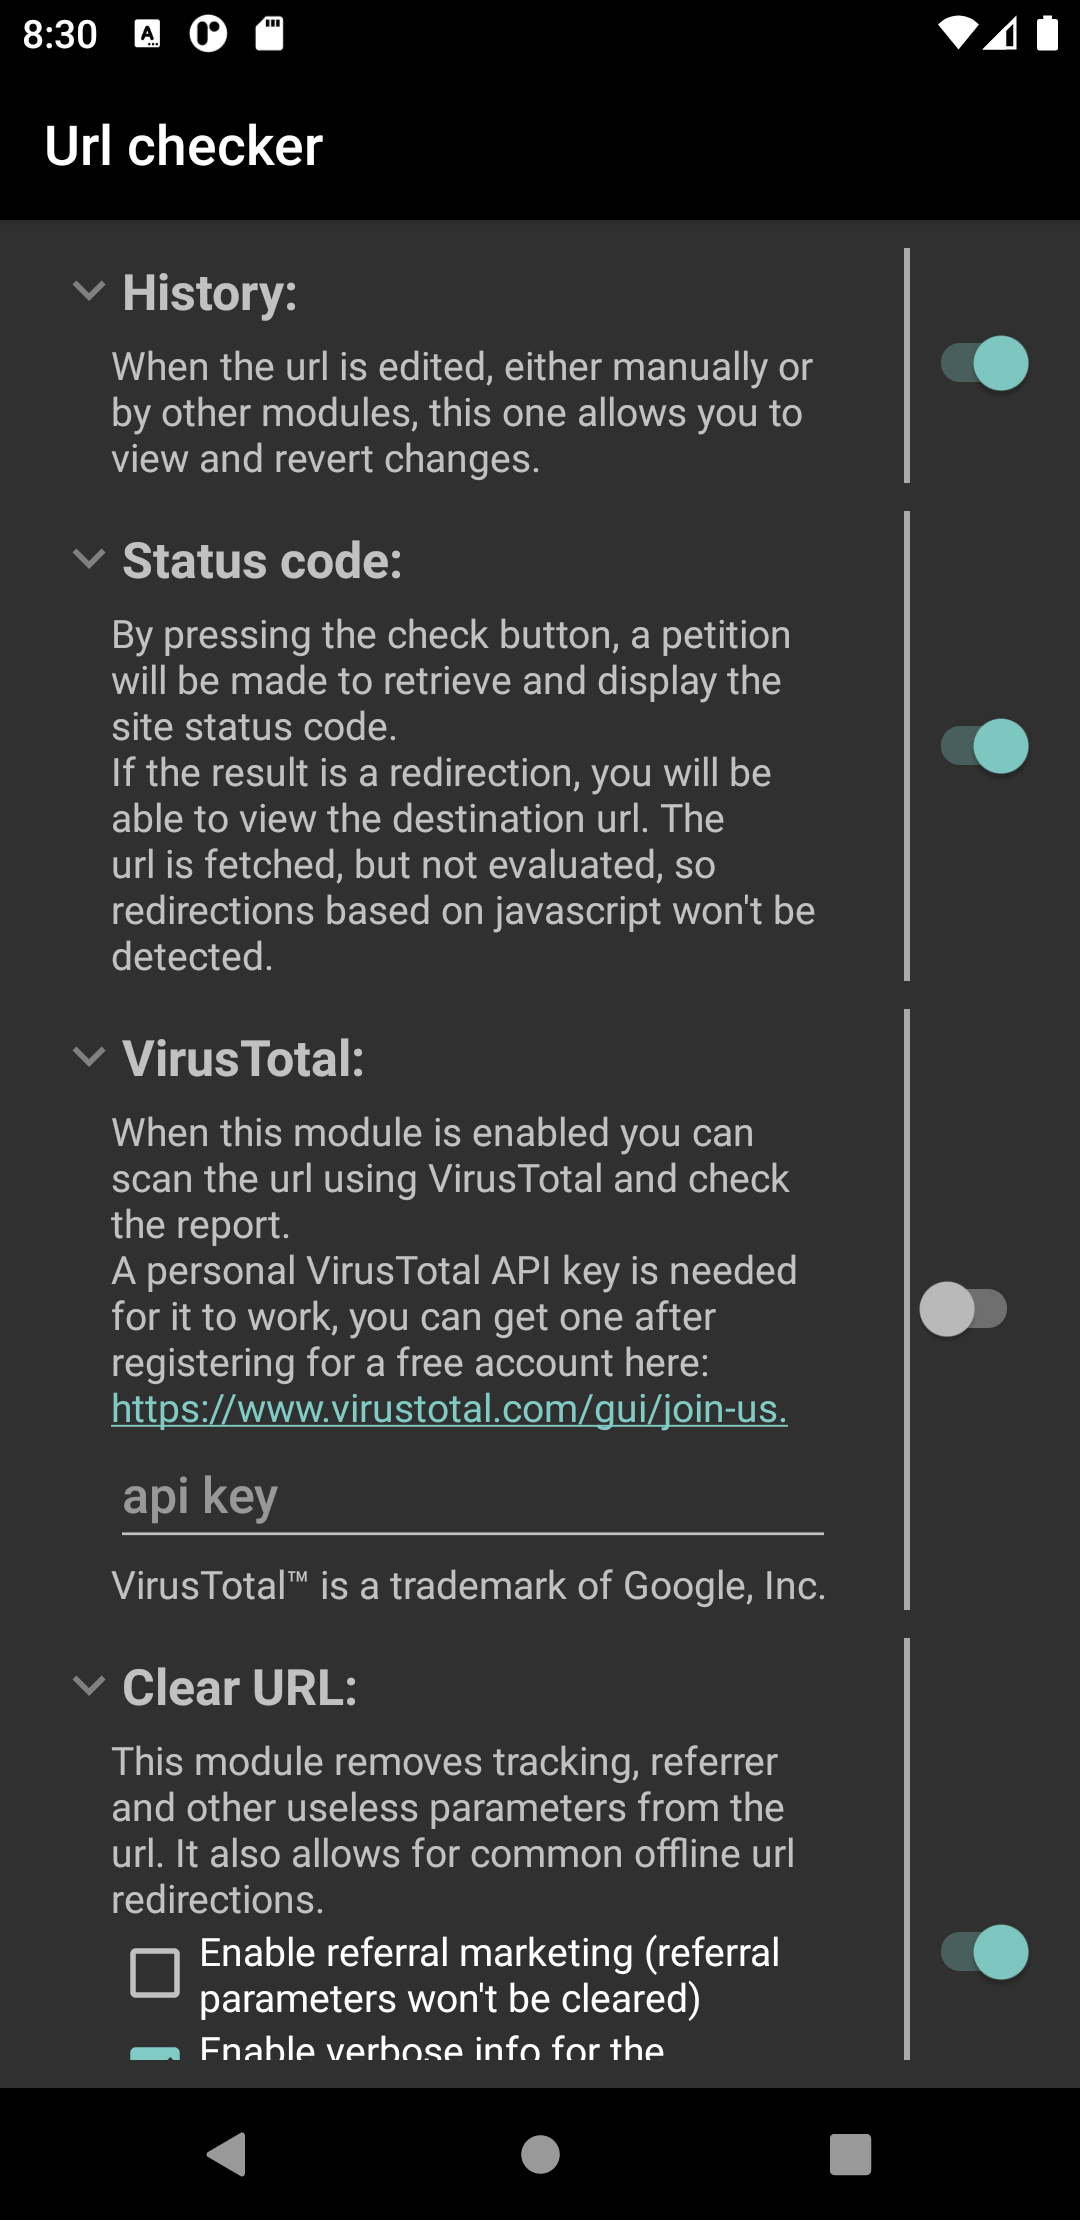 8:30
Url checker
History:
When the url is edited, either manually or
by other modules, this one allows you to
view and revert changes.
Status code:
By pressing the check button, a petition
will be made to retrieve and display the
site status code.
If the result is a redirection, you will be
able to view the destination url. The
url is fetched, but not evaluated, so
redirections based on javascript won't be
detected.
VirusTotal:
When this module is enabled you can
scan the url using VirusTotal and check
the report.
A personal VirusTotal API key is needed
for it to work, you can get one after
registering for a free account here:
https://www.virustotal.com/gui/join-us.
api key
VirusTotal™ is a trademark of Google, Inc.
Clear URL:
This module removes tracking, referrer
and other useless parameters from the
url. It also allows for common offline url
redirections.
Enable referral marketing (referral
parameters won't be cleared)
Enable verbose info for the